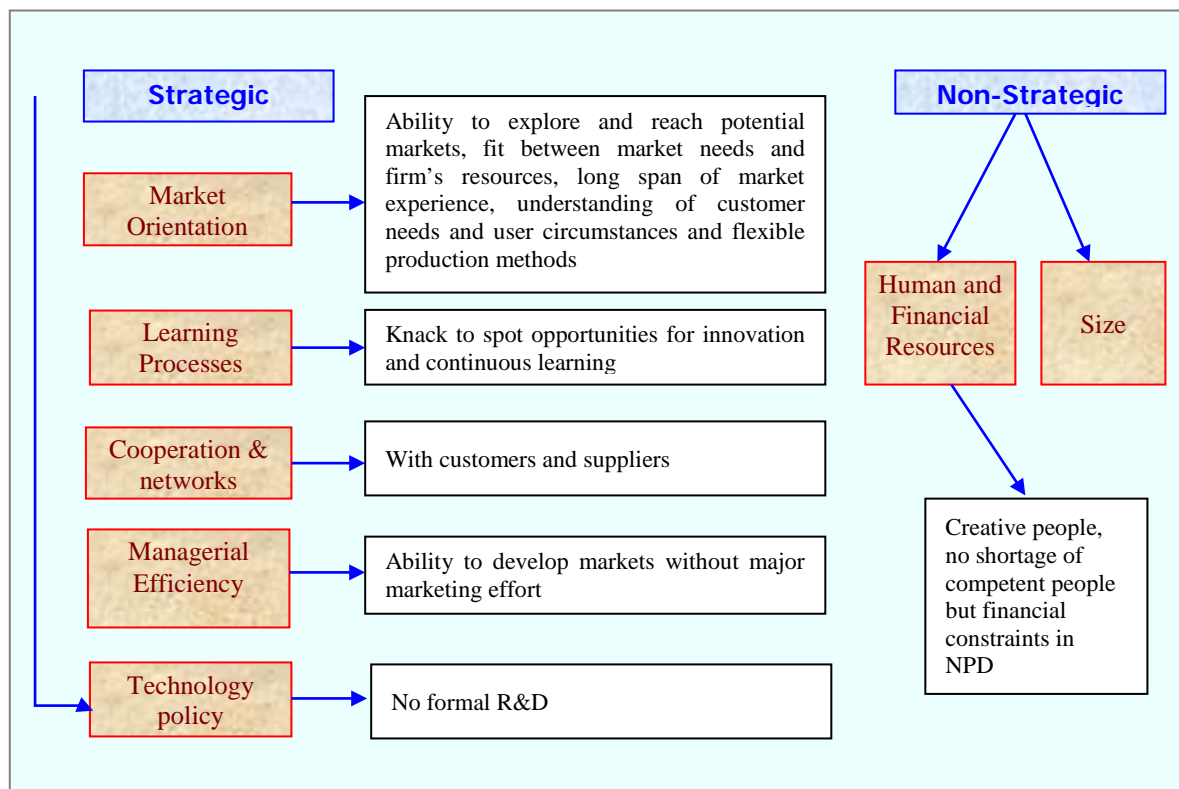 Strategic
Ability to explore and reach potential
markets, fit between market needs and
firm's resources, long span of market
experience, understanding of customer
needs and user circumstances and flexible
production methods
Market
Orientation
Learning
Processes
Knack to spot opportunities for innovation
and continuous learning
Cooperation &
networks
With customers and suppliers
Managerial
Efficiency
Ability to develop markets without major
marketing effort
Technology
policy
No formal R&D
Non-Strategic
Human and
Financial
Resources
Size
Creative people,
no shortage of
competent people
but financial
constraints in
NPD